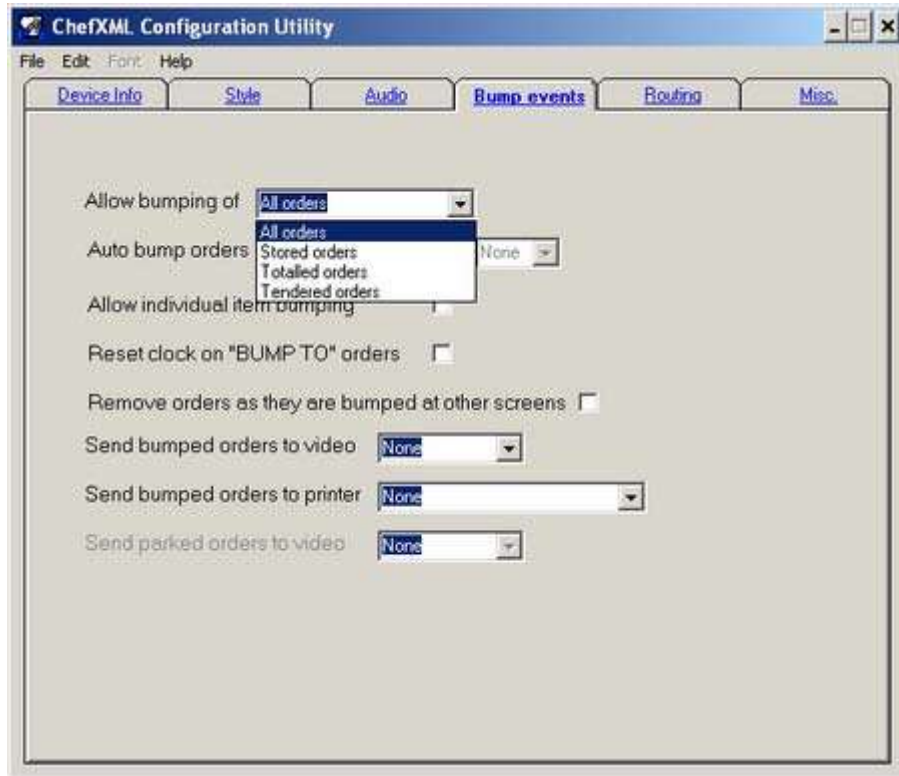 ChefXML Configuration Utility
File Edit Font Help
Device Info Style Audio Bump events Routing Misc.
Allow bumping of All orders
All orders
Auto bump orders Stored orders None
Totalled orders
Tendered orders
Allow individual item bumping
Reset clock on "BUMP TO" orders
Remove orders as they are bumped at other screens
Send bumped orders to video None
Send bumped orders to printer None
Send parked orders to video None